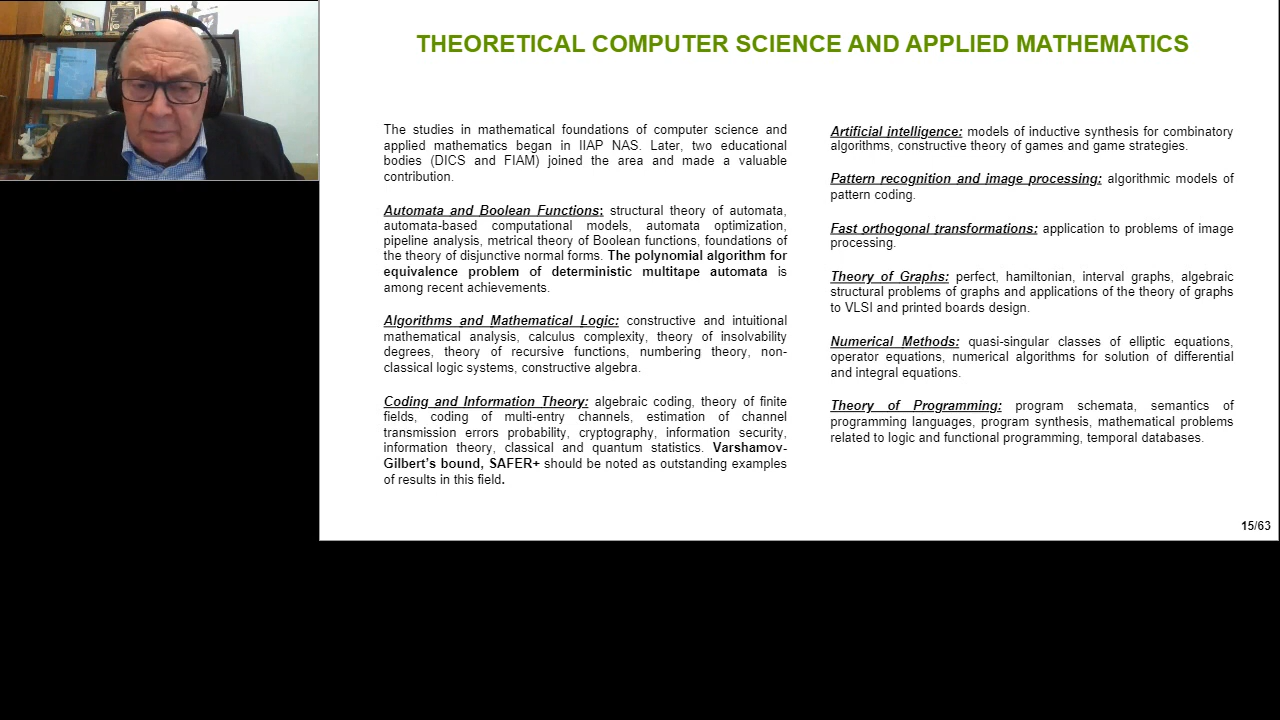 THEORETICAL COMPUTER SCIENCE AND APPLIED MATHEMATICS
The studies in mathematical foundations of computer science and
applied mathematics began in IIAP NAS. Later, two educational
bodies (DICS and FIAM) joined the area and made a valuable
contribution.
Automata and Boolean Functions: structural theory of automata,
automata-based computational models, automata optimization,
pipeline analysis, metrical theory of Boolean functions, foundations of
the theory of disjunctive normal forms. The polynomial algorithm for
equivalence problem of deterministic multitape automata is
among recent achievements.
Algorithms and Mathematical Logic: constructive and intuitional
mathematical analysis, calculus complexity, theory of insolvability
degrees, theory of recursive functions, numbering theory, non-
classical logic systems, constructive algebra.
Coding and Information Theory: algebraic coding, theory of finite
fields, coding of multi-entry channels, estimation of channel
transmission errors probability, cryptography, information security,
information theory, classical and quantum statistics. Varshamov-
Gilbert's bound, SAFER+ should be noted as outstanding examples
of results in this field.
Artificial intelligence: models of inductive synthesis for combinatory
algorithms, constructive theory of games and game strategies.
Pattern recognition and image processing: algorithmic models of
pattern coding.
Fast orthogonal transformations: application to problems of image
processing.
Theory of Graphs: perfect, hamiltonian, interval graphs, algebraic
structural problems of graphs and applications of the theory of graphs
to VLSI and printed boards design.
Numerical Methods: quasi-singular classes of elliptic equations,
operator equations, numerical algorithms for solution of differential
and integral equations.
Theory of Programming: program schemata, semantics of
programming languages, program synthesis, mathematical problems
related to logic and functional programming, temporal databases.
15/63